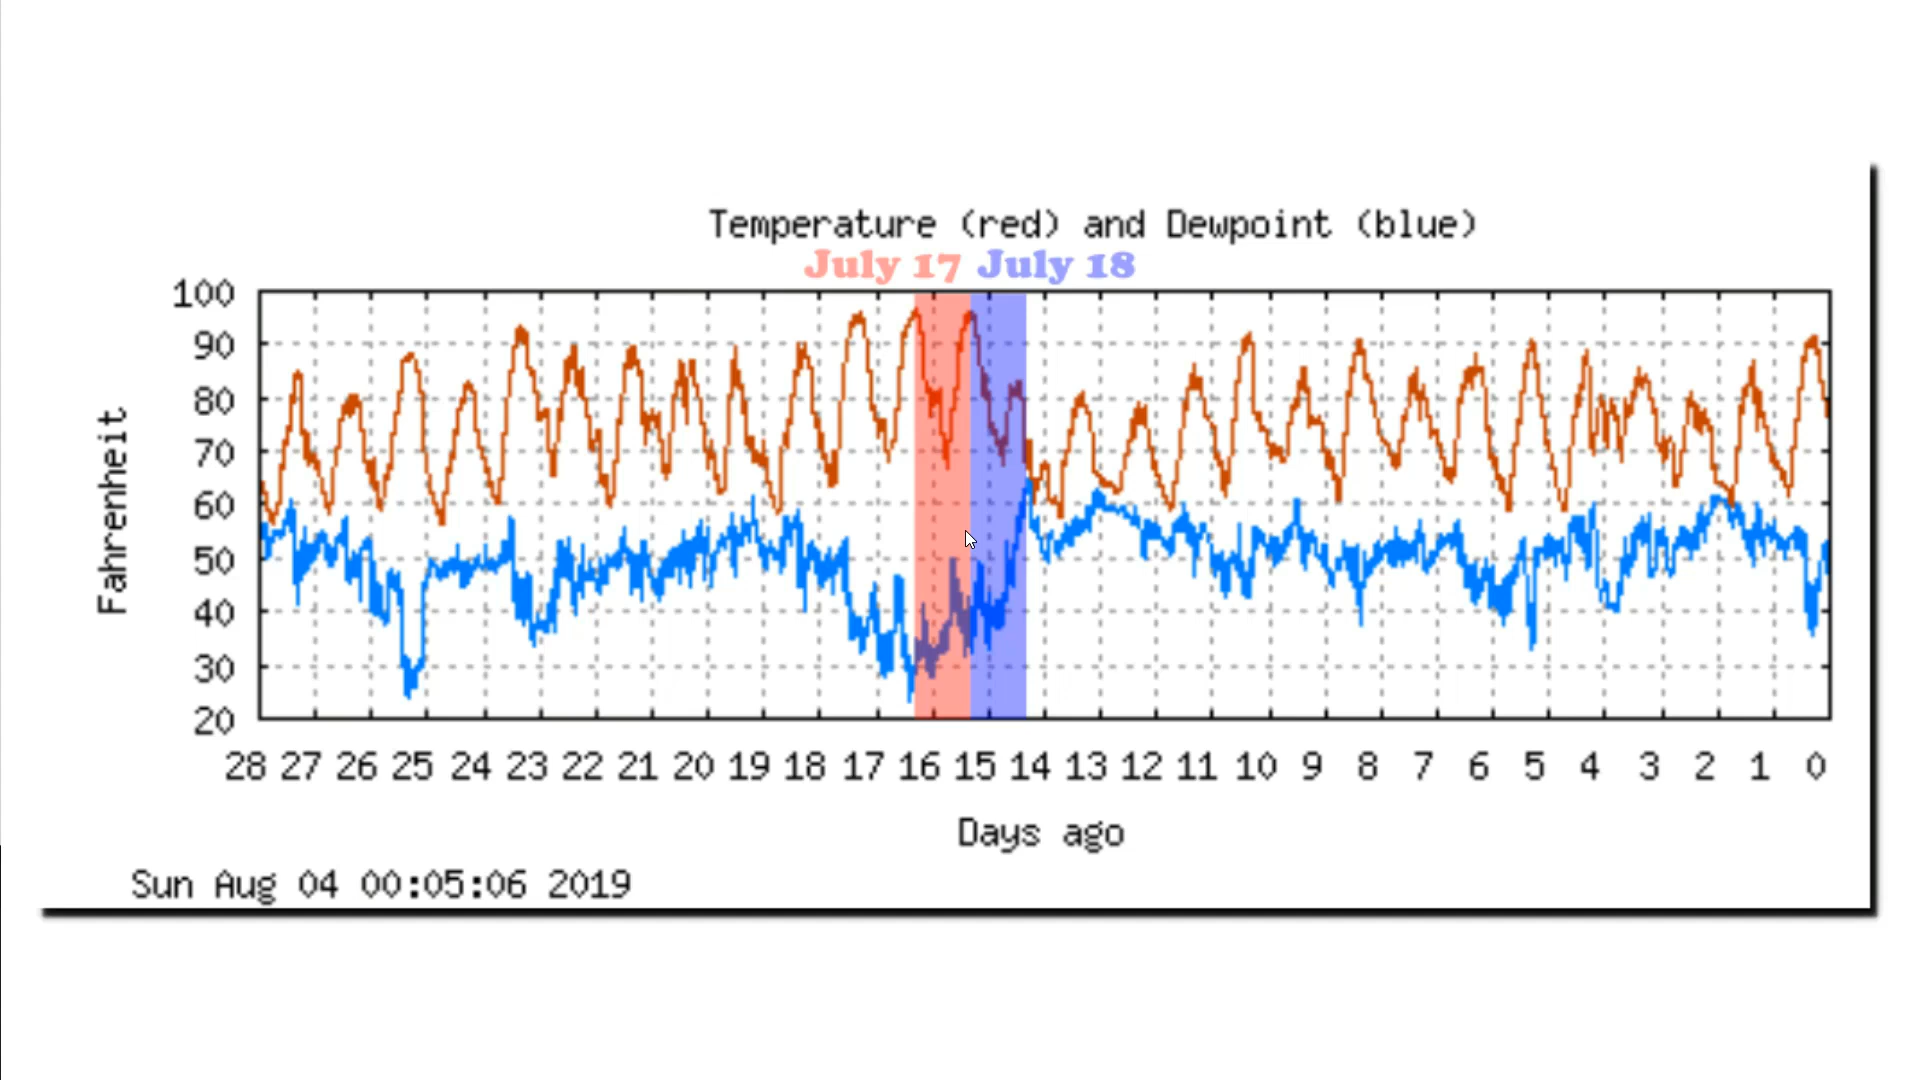 Temperature (red) and Dewpoint (blue)
July 17 July 18
100
90
80
70
60
50
40
30
20
Fahrenheit
28 27 26 25 24 23 22 21 20 19 18 17 16 15 14 13 12 11 10 9 8 7 6 5 4 3 2 1 0
Days ago
Sun Aug 04 00:05:06 2019